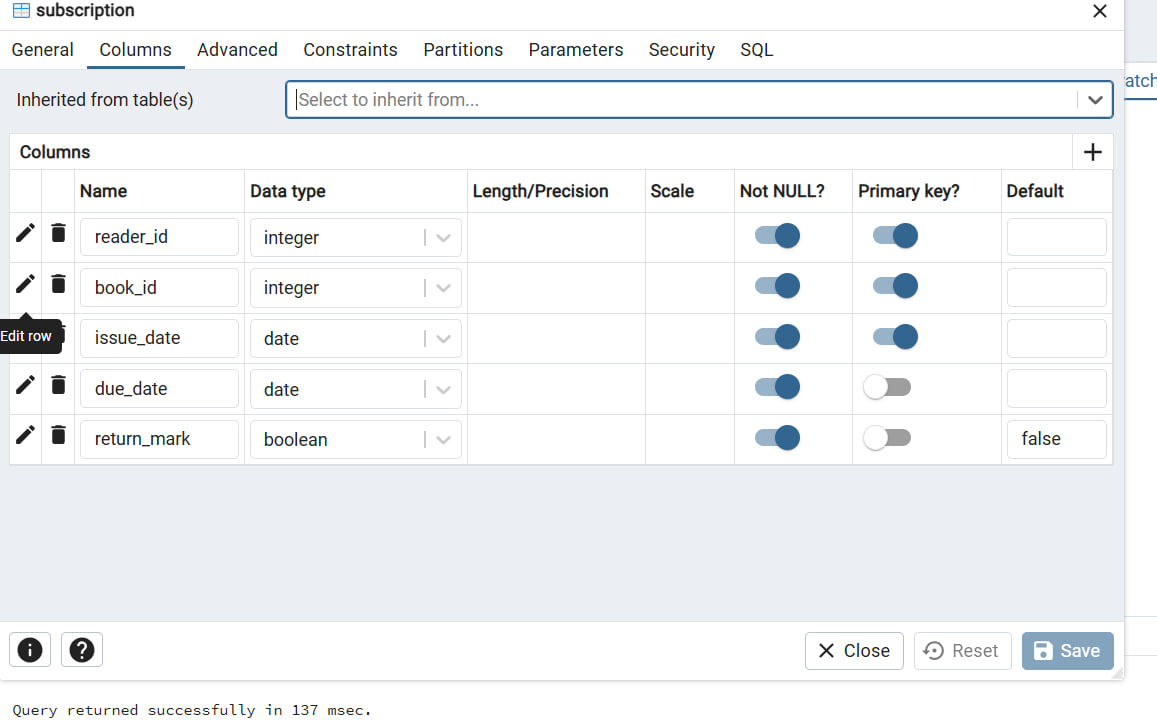 subscription
General Columns Advanced Constraints Partitions Parameters Security SQL
atch
Inherited from table(s) Select to inherit from...
Columns
Name Data type Length/Precision Scale Not NULL? Primary key? Default
reader_id integer
book_id integer
Edit row
issue_date date
due_date date
return_mark boolean false
Close Reset Save
Query returned successfully in 137 msec.